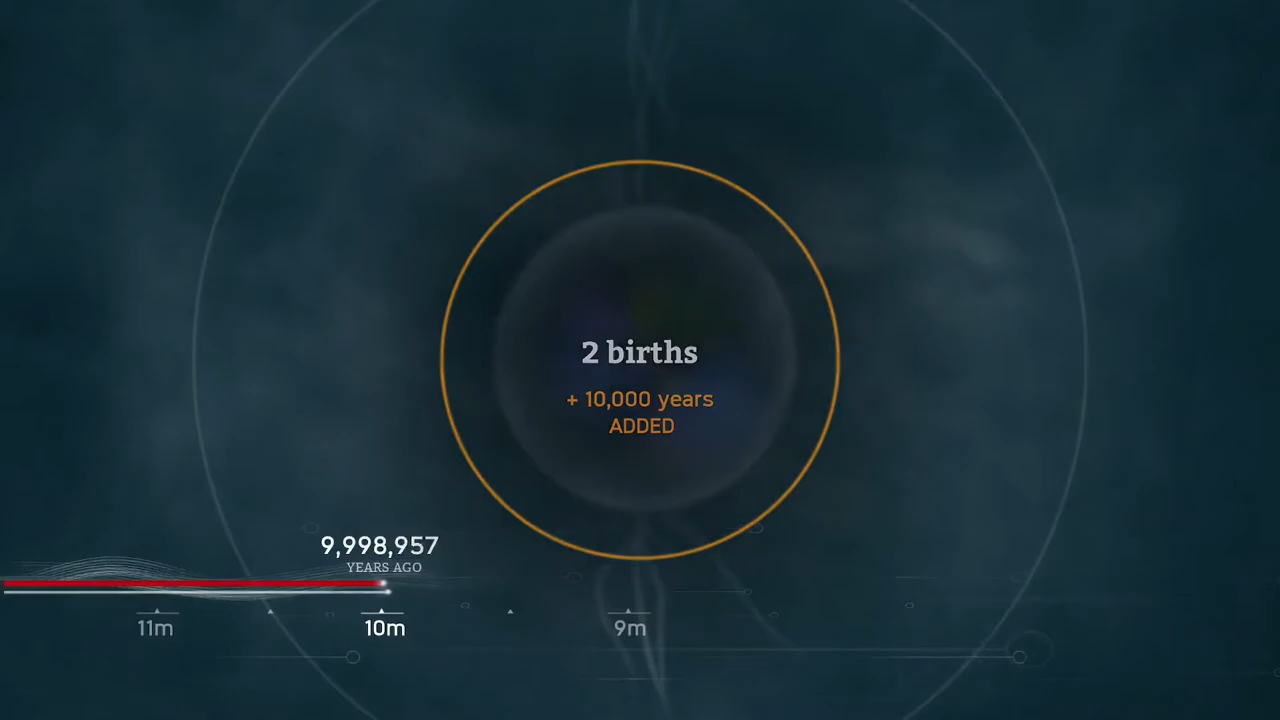 2 births
+ 10,000 years
ADDED
9,998,957
YEARS AGO
11m
10m
9m